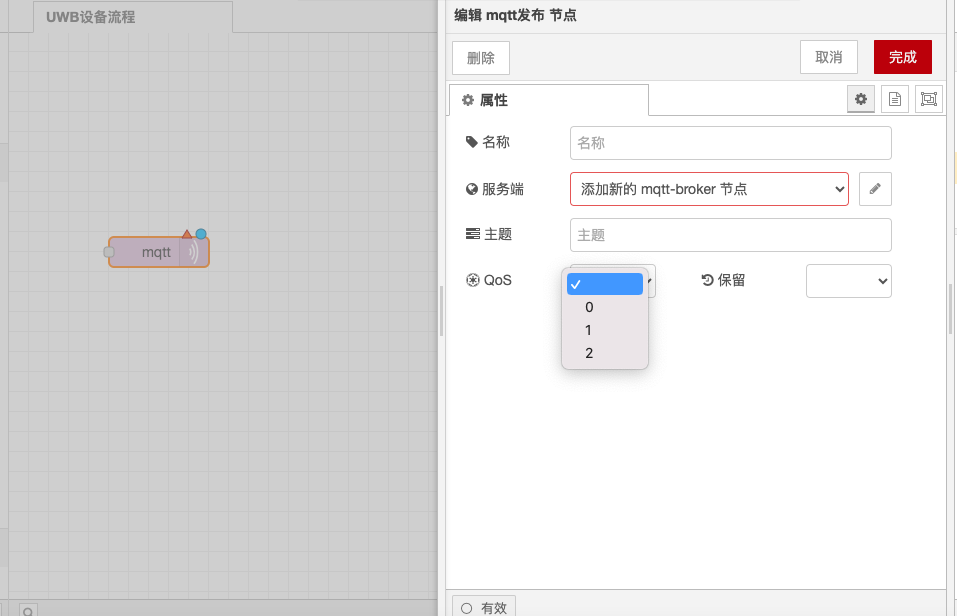 UWB设备流程
编辑 mqtt发布 节点
删除
取消
完成
属性
名称
名称
服务端
添加新的 mqtt-broker 节点
主题
主题
QoS
保留
✓
0
1
2
mqtt
有效